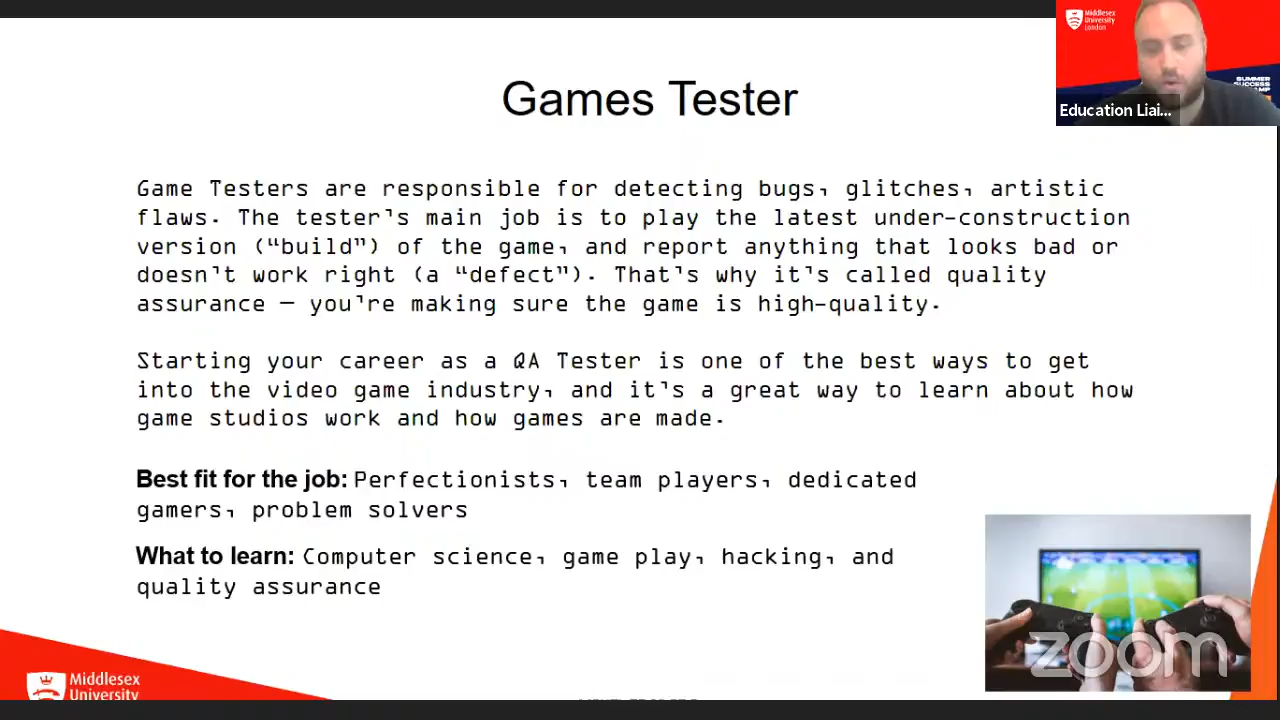 Middlesex
University
London
SUMMER
SUCCESS
Education Liai...
Games Tester
Game Testers are responsible for detecting bugs, glitches, artistic
flaws. The tester's main job is to play the latest under-construction
version (“build”) of the game, and report anything that looks bad or
doesn't work right (a “defect”). That's why it's called quality
assurance – you're making sure the game is high-quality.
Starting your career as a QA Tester is one of the best ways to get
into the video game industry, and it's a great way to learn about how
game studios work and how games are made.
Best fit for the job: Perfectionists, team players, dedicated
gamers, problem solvers
What to learn: Computer science, game play, hacking, and
quality assurance
zoom
Middlesex
University